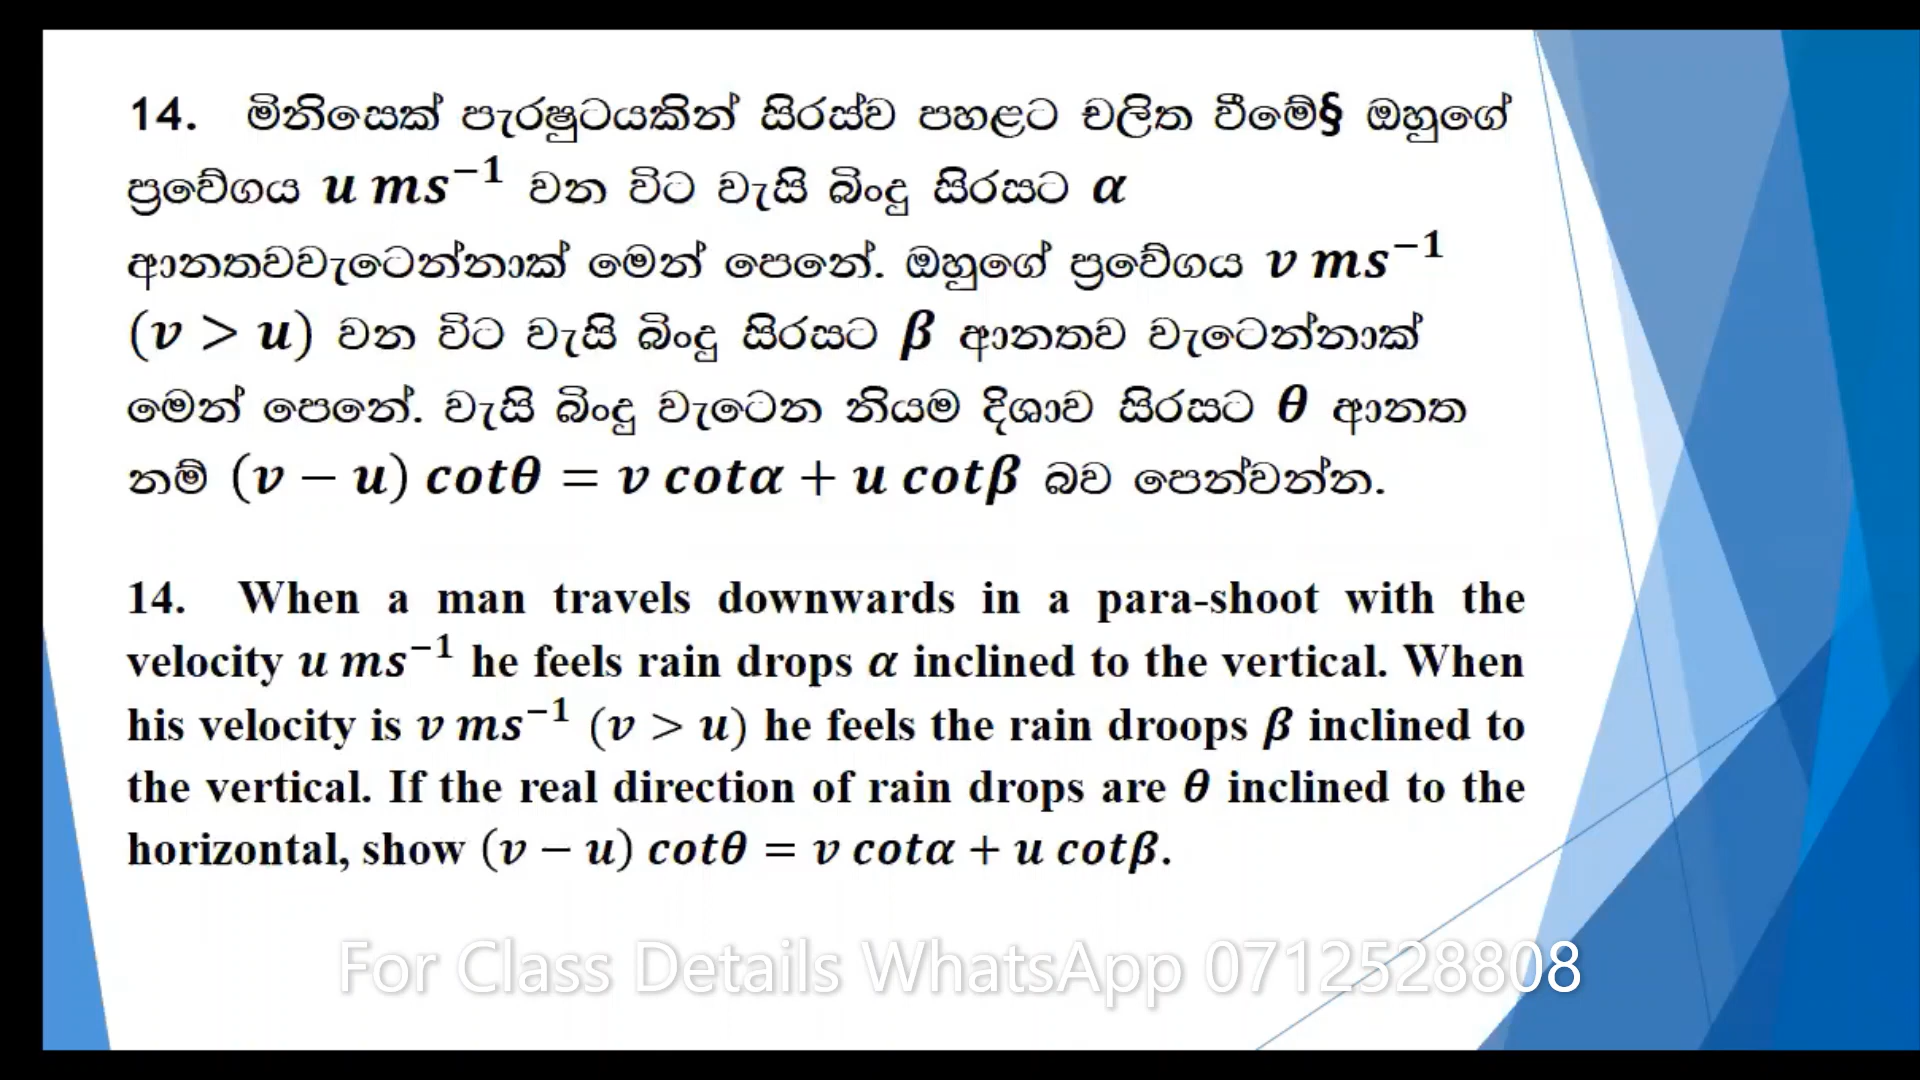 14. මිනිසෙක් පැරෂුටයකින් සිරස්ව පහළට චලිත වීමේ§ ඔහුගේ
ප්‍රවේගය u ms⁻¹ වන විට වැසි බිංදු සිරසට α
ආනතවවැටෙන්නාක් මෙන් පෙනේ. ඔහුගේ ප්‍රවේගය v ms⁻¹
(v > u) වන විට වැසි බිංදු සිරසට β ආනතව වැටෙන්නාක්
මෙන් පෙනේ. වැසි බිංදු වැටෙන නියම දිශාව සිරසට θ ආනත
නම් (v − u) cotθ = v cotα + u cotβ බව පෙන්වන්න.
14. When a man travels downwards in a para-shoot with the
velocity u ms⁻¹ he feels rain drops α inclined to the vertical. When
his velocity is v ms⁻¹ (v > u) he feels the rain droops β inclined to
the vertical. If the real direction of rain drops are θ inclined to the
horizontal, show (v − u) cotθ = v cotα + u cotβ.
For Class Details WhatsApp 0712528808